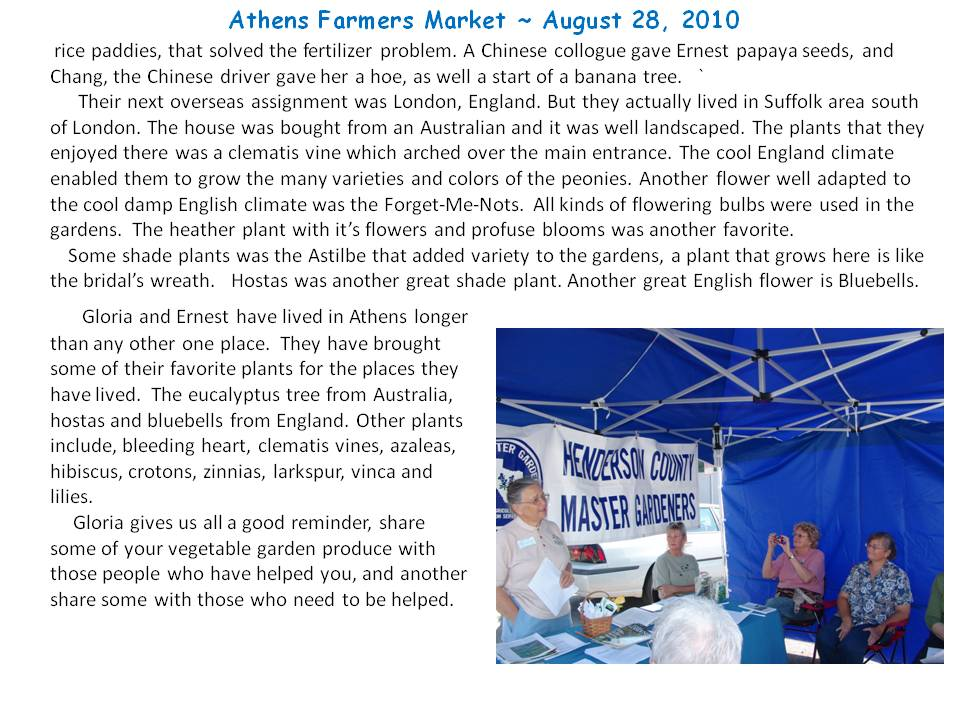 Athens Farmers Market ~ August 28, 2010
rice paddies, that solved the fertilizer problem. A Chinese collogue gave Ernest papaya seeds, and
Chang, the Chinese driver gave her a hoe, as well a start of a banana tree. `
Their next overseas assignment was London, England. But they actually lived in Suffolk area south
of London. The house was bought from an Australian and it was well landscaped. The plants that they
enjoyed there was a clematis vine which arched over the main entrance. The cool England climate
enabled them to grow the many varieties and colors of the peonies. Another flower well adapted to
the cool damp English climate was the Forget-Me-Nots. All kinds of flowering bulbs were used in the
gardens. The heather plant with it's flowers and profuse blooms was another favorite.
Some shade plants was the Astilbe that added variety to the gardens, a plant that grows here is like
the bridal's wreath. Hostas was another great shade plant. Another great English flower is Bluebells.
Gloria and Ernest have lived in Athens longer
than any other one place. They have brought
some of their favorite plants for the places they
have lived. The eucalyptus tree from Australia,
hostas and bluebells from England. Other plants
include, bleeding heart, clematis vines, azaleas,
hibiscus, crotons, zinnias, larkspur, vinca and
lilies.
Gloria gives us all a good reminder, share
some of your vegetable garden produce with
those people who have helped you, and another
share some with those who need to be helped.
HENDERSON COUNTY
MASTER GARDENERS